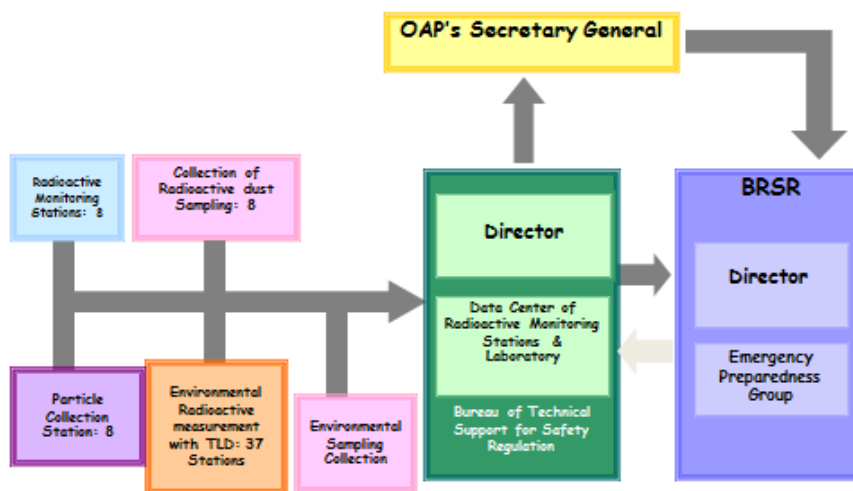 OAP's Secretary General
Radioactive
Monitoring
Stations: 8
Collection of
Radioactive dust
Sampling: 8
BRSR
Director
Director
Data Center of
Radioactive Monitoring
Stations &
Laboratory
Emergency
Preparedness
Group
Particle
Collection
Station: 8
Environmental
Radioactive
measurement
with TLD: 37
Stations
Environmental
Sampling
Collection
Bureau of Technical
Support for Safety
Regulation